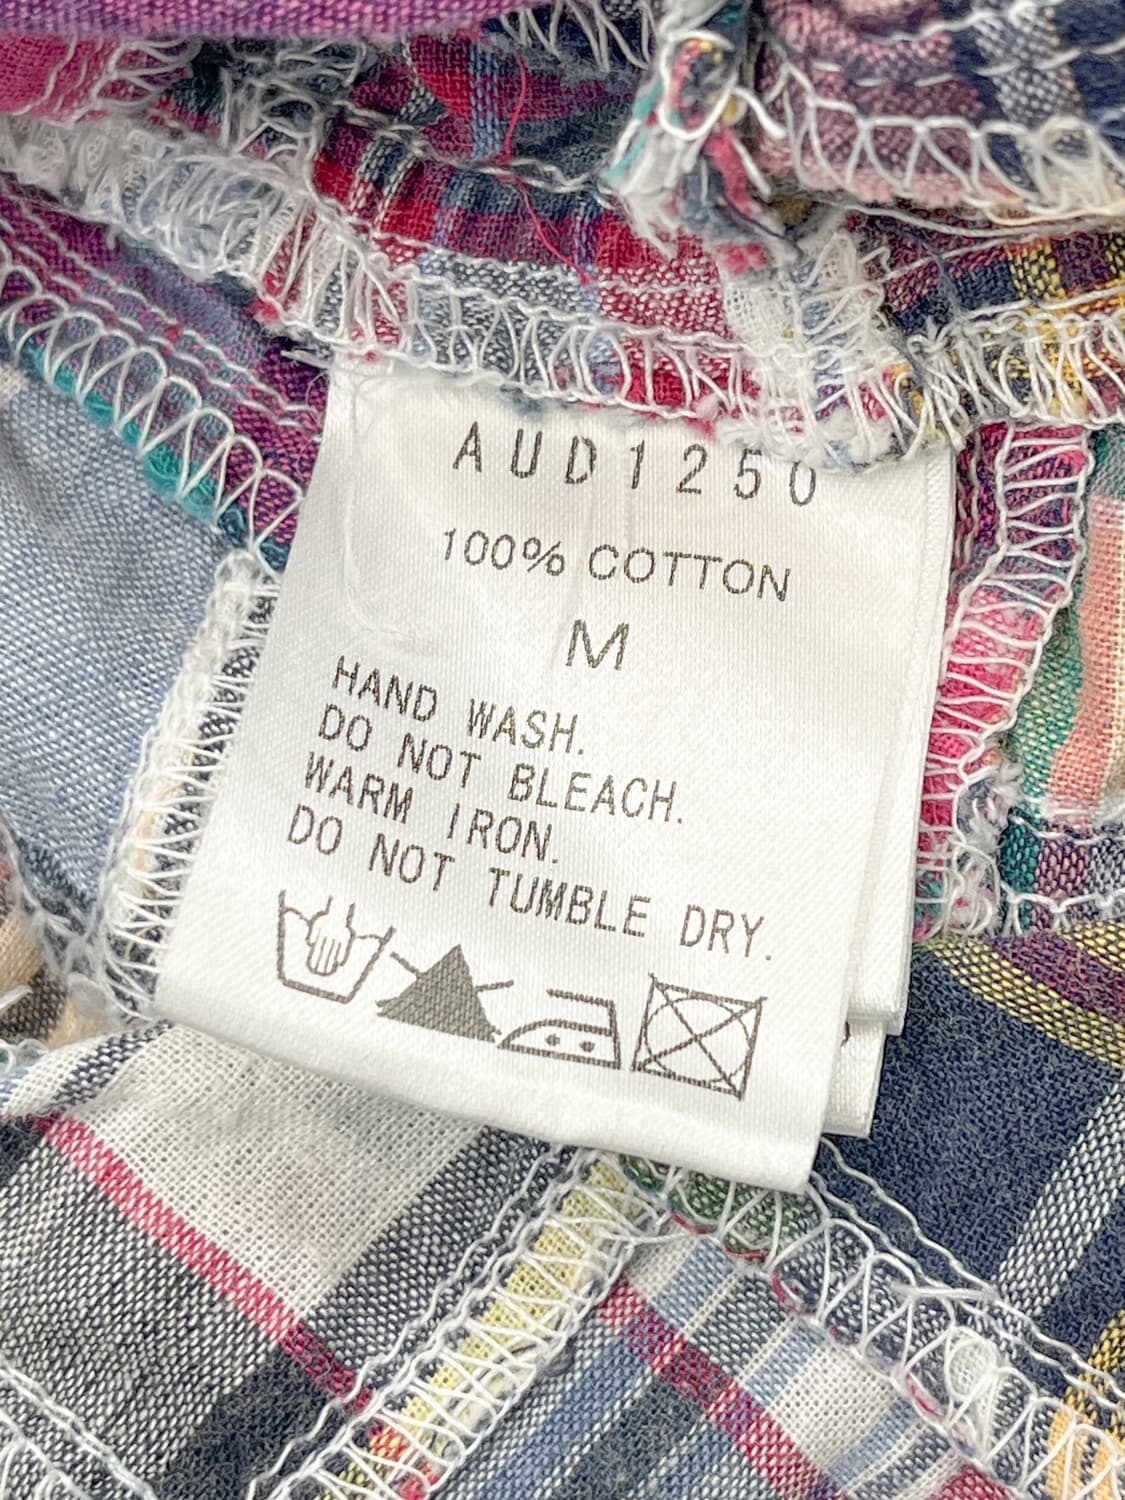 AUD1250
100% COTTON
M
HAND WASH.
DO NOT BLEACH.
WARM IRON.
DO NOT TUMBLE DRY.